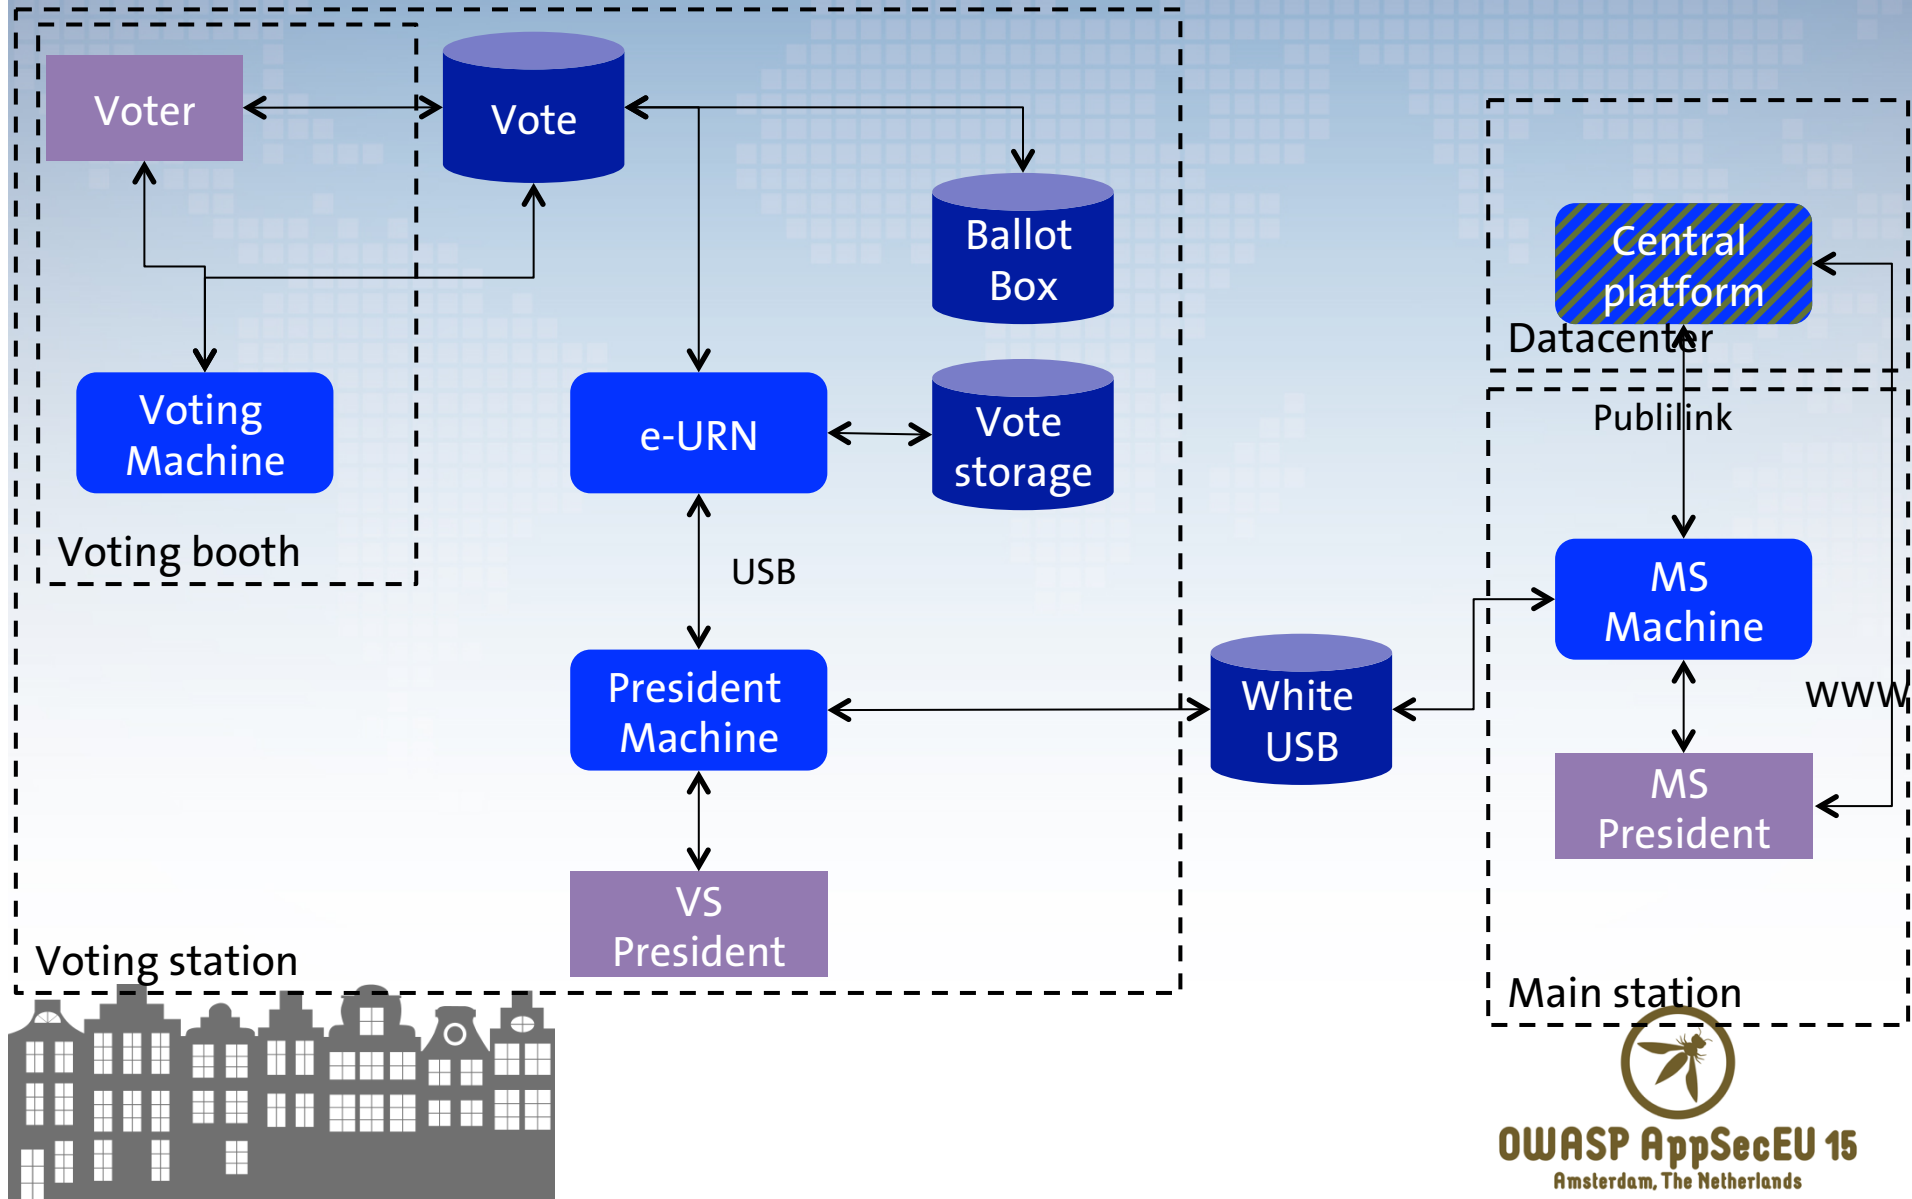 Voter
Vote
Ballot
Box
Central
platform
Datacenter
Voting
Machine
e-URN
Vote
storage
Publilink
Voting booth
USB
MS
Machine
President
Machine
White
USB
WWW
MS
President
VS
President
Voting station
Main station
OWASP AppSecEU 15
Amsterdam, The Netherlands